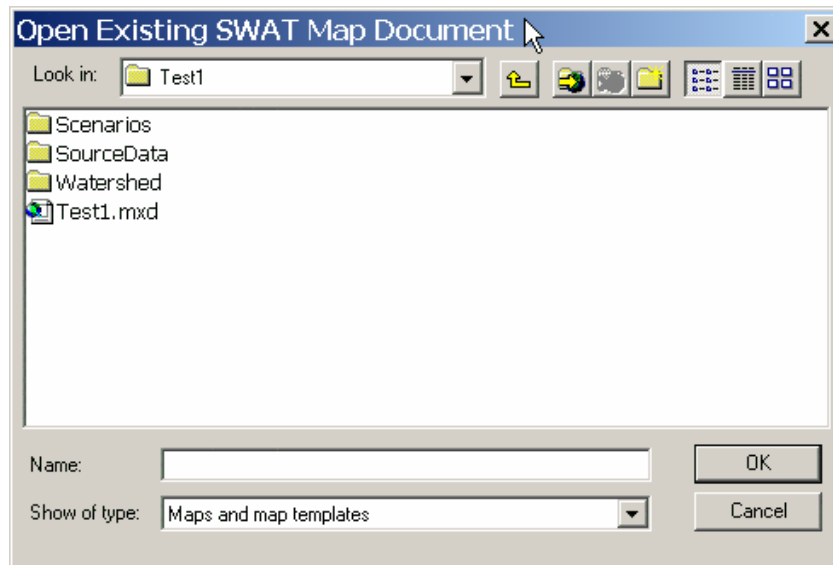 Open Existing SWAT Map Document
Look in: Test1
Scenarios
SourceData
Watershed
Test1.mxd
Name:
OK
Show of type: Maps and map templates
Cancel